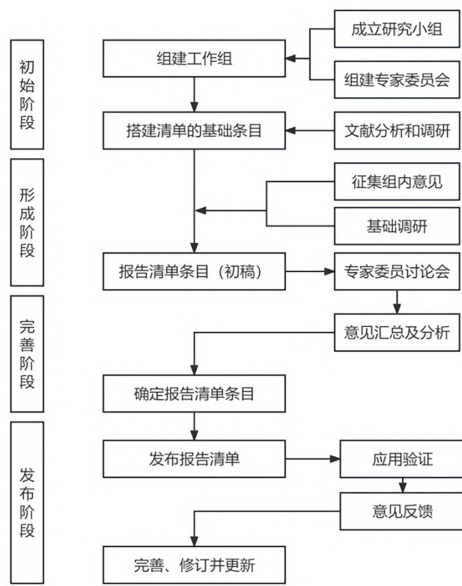 成立研究小组
初始阶段
组建工作组
组建专家委员会
搭建清单的基础条目
文献分析和调研
形成阶段
征集组内意见
基础调研
报告清单条目（初稿）
专家委员讨论会
完善阶段
意见汇总及分析
确定报告清单条目
发布阶段
发布报告清单
应用验证
意见反馈
完善、修订并更新